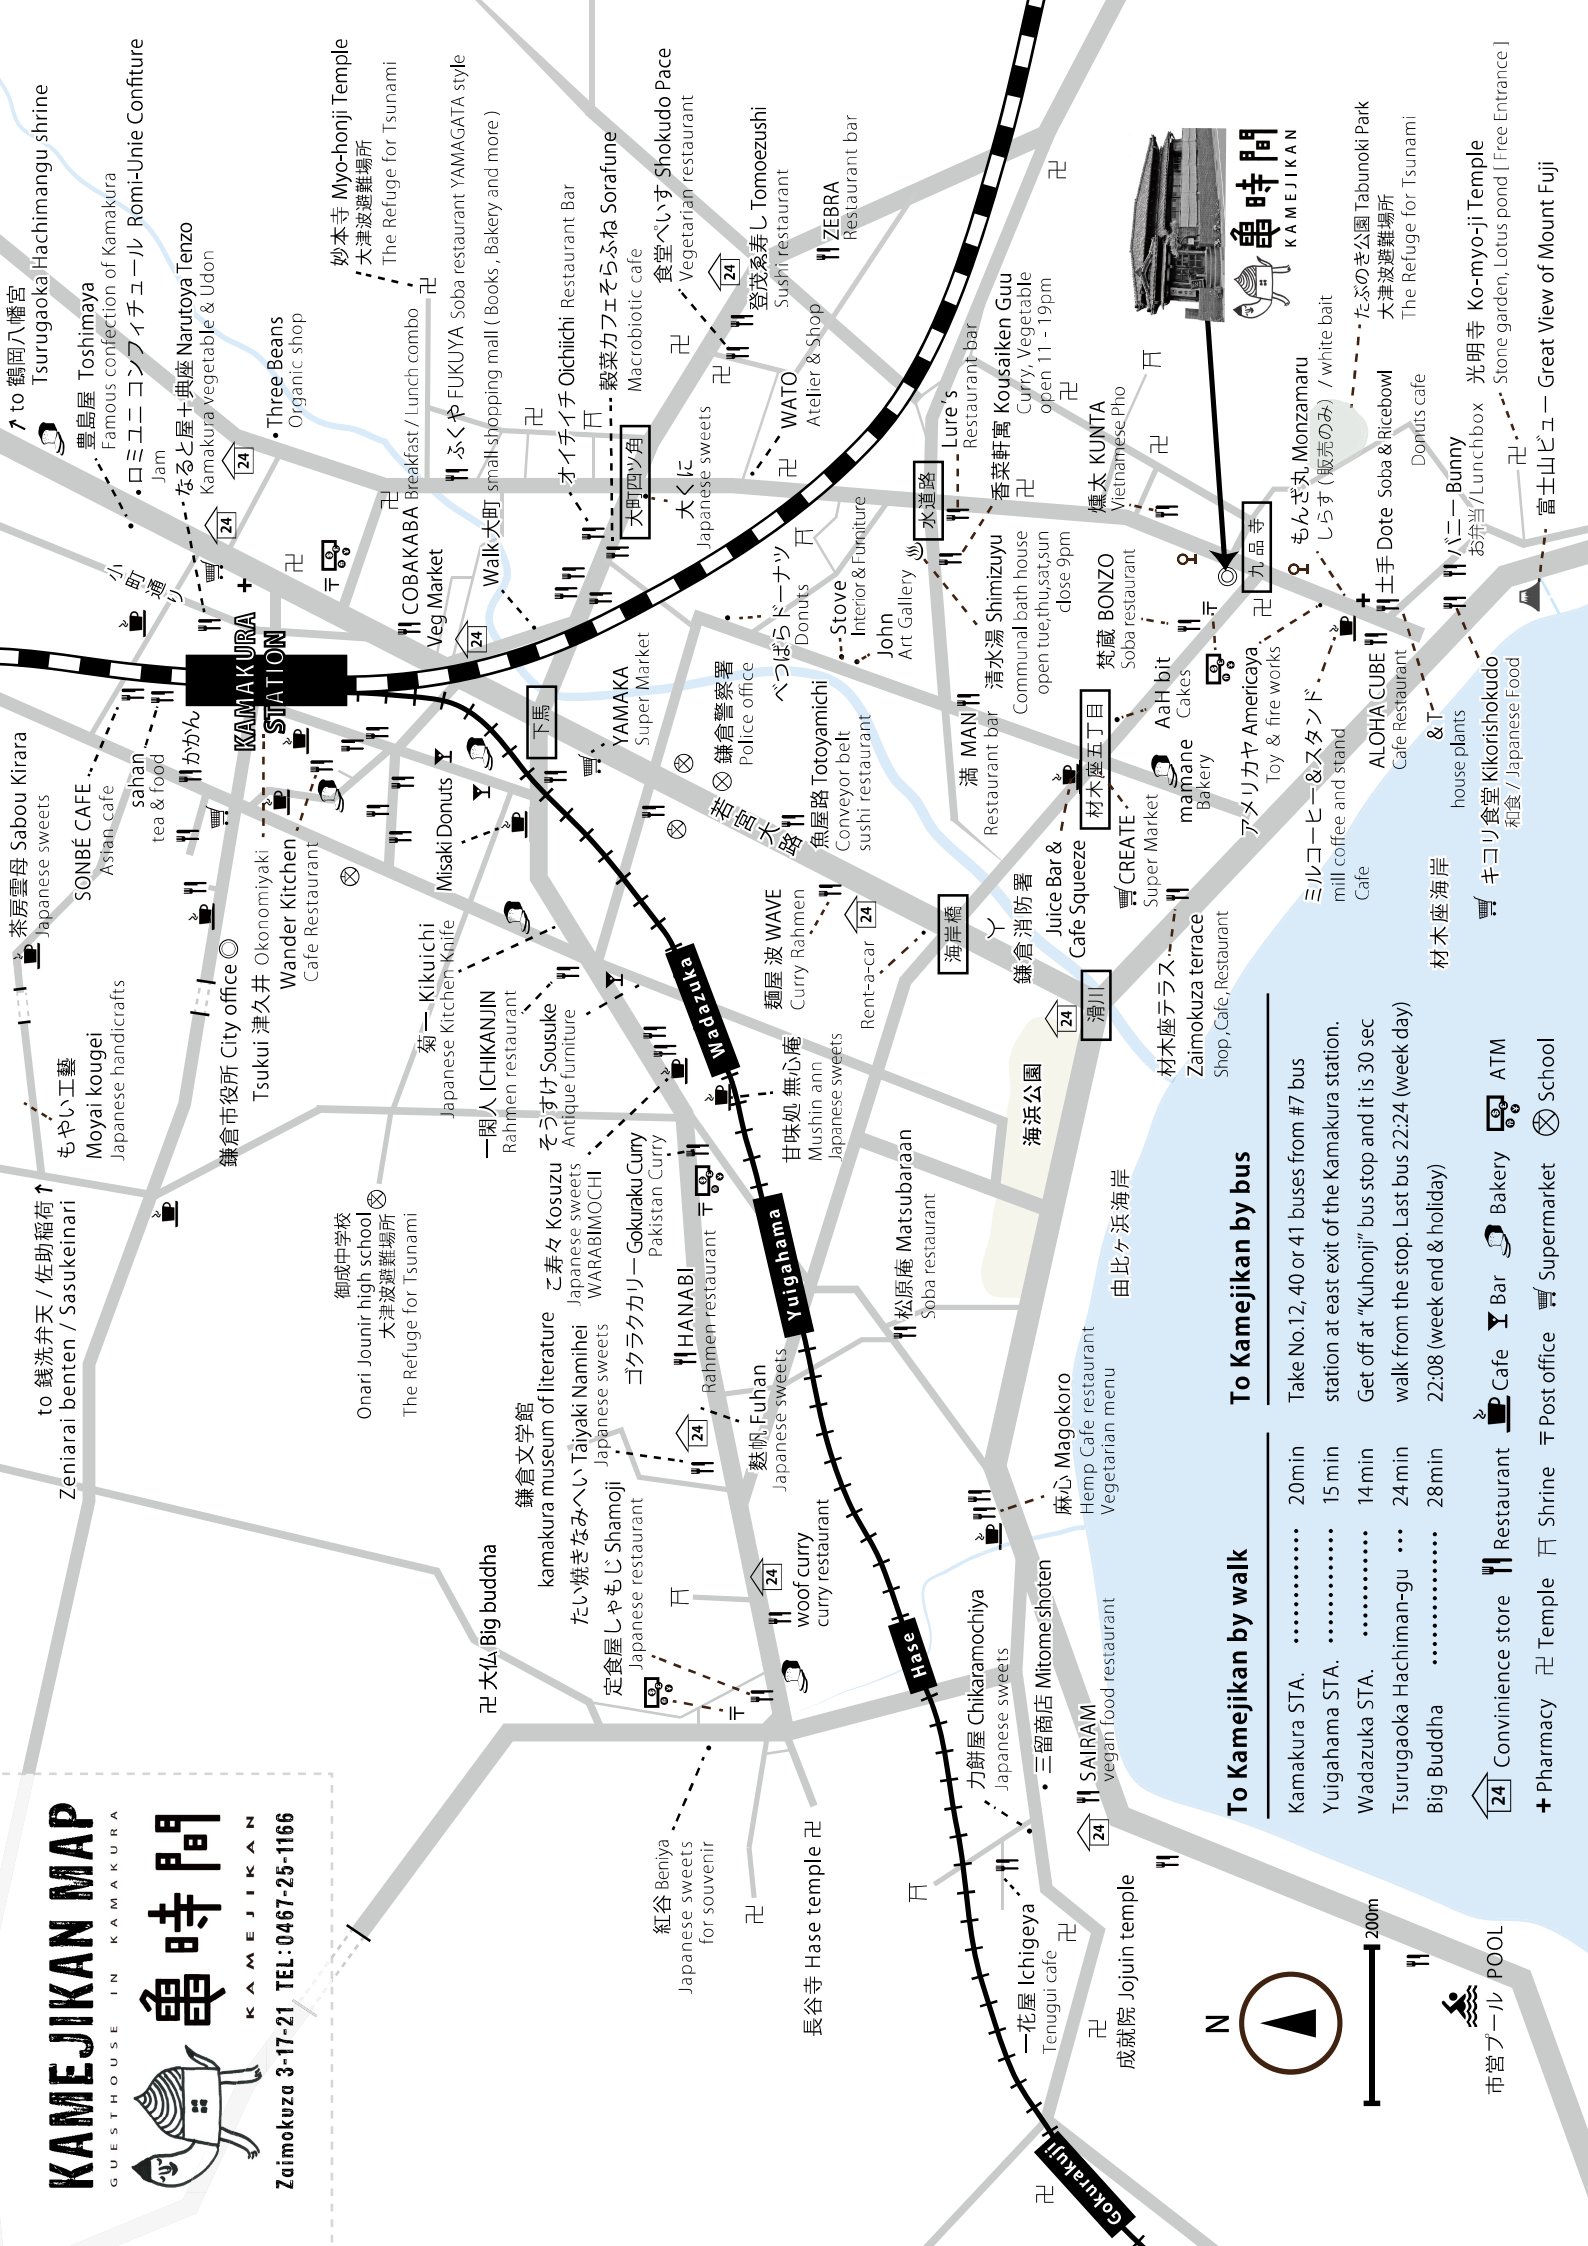 KAMEJIKAN MAP
GUESTHOUSE IN KAMAKURA
亀時間
KAMEJIKAN
Zaimokuza 3-17-21 TEL:0467-25-1166
to 銭洗弁天 / 佐助稲荷
Zeniarai benten / Sasukeinari
もやい工藝
Moyai kougei
Japanese handicrafts
茶房雲母 Sabou Kirara
Japanese sweets
SONBÉ CAFE
Asian cafe
sahan
tea & food
かかん
to 鶴岡八幡宮
Tsurugaoka Hachimangu shrine
豊島屋 Toshimaya
Famous confection of Kamakura
ロミユニ コンフィチュール Romi-Unie Confiture
Jam
なると屋+典座 Narutoya Tenzo
Kamakura vegetable & Udon
24
24
小町通り
Three Beans
Organic shop
KAMAKURA
STATION
鎌倉市役所 City office
Tsukui 津久井 Okonomiyaki
Wander Kitchen
Cafe Restaurant
妙本寺 Myo-honji Temple
大津波避難場所
The Refuge for Tsunami
COBAKABA Breakfast / Lunch combo
Veg Market
24
ふくや FUKUYA Soba restaurant YAMAGATA style
Walk 大町 small shopping mall ( Books , Bakery and more )
オイチイチ Oichiichi Restaurant Bar
穀菜カフェそらふね Sorafune
Macrobiotic cafe
大町四ツ角
食堂ぺいす Shokudo Pace
Vegetarian restaurant
24
登茂ゑ寿し Tomoezushi
Sushi restaurant
ZEBRA
Restaurant bar
大くに
Japanese sweets
WATO
Atelier & Shop
御成中学校
Onari Jounir high school
大津波避難場所
The Refuge for Tsunami
菊一 Kikuichi
Japanese Kitchen Knife
Misaki Donuts
下馬
YAMAKA
Super Market
鎌倉警察署
Police office
若宮大路
べつばらドーナツ
Donuts
魚屋路 Totoyamichi
Conveyor belt
sushi restaurant
Stove
Interior & Furniture
John
Art Gallery
水道路
Lure's
Restaurant bar
香菜軒寓 Kousaiken Guu
Curry, Vegetable
open 11 - 19pm
清水湯 Shimizuyu
Communal bath house
open tue,thu,sat,sun
close 9pm
満 MAN
Restaurant bar
燻太 KUNTA
Vietnamese Pho
梵蔵 BONZO
Soba restaurant
亀時間
KAMEJIKAN
九品寺
一閑人 ICHIKANJIN
Rahmen restaurant
そうすけ Sousuke
Antique furniture
Wadazuka
麺屋 波 WAVE
Curry Rahmen
24
Rent-a-car
海岸橋
鎌倉消防署
Juice Bar &
Cafe Squeeze
材木座五丁目
AaH bit
Cakes
mamane
Bakery
CREATE
Super Market
アメリカヤ Americaya
Toy & fire works
もんざ丸 Monzamaru
しらす ( 販売のみ ) / white bait
たぶのき公園 Tabunoki Park
大津波避難場所
The Refuge for Tsunami
土手 Dote Soba & Ricebowl
Donuts cafe
ミルコーヒー&スタンド
mill coffee and stand
Cafe
ALOHA CUBE
Cafe Restaurant
& T
house plants
バニー Bunny
お弁当 / Lunchbox
光明寺 Ko-myo-ji Temple
Stone garden, Lotus pond [ Free Entrance ]
キコリ食堂 Kikorishokudo
和食 / Japanese Food
富士山ビュー Great View of Mount Fuji
材木座海岸
材木座テラス
Zaimokuza terrace
Shop , Cafe , Restaurant
滑川
24
海浜公園
由比ヶ浜海岸
甘味処 無心庵
Mushin ann
Japanese sweets
こ寿々 Kosuzu
Japanese sweets
WARABIMOCHI
ゴクラクカリー Gokuraku Curry
Pakistan Curry
HANABI
Rahmen restaurant
Yuigahama
松原庵 Matsubaraan
Soba restaurant
鎌倉文学館
kamakura museum of literature
たい焼きなみへい Taiyaki Namihei
Japanese sweets
24
麩帆 Fuhan
Japanese sweets
定食屋しゃもじ Shamoji
Japanese restaurant
24
woof curry
curry restaurant
大仏 Big buddha
Hase
麻心 Magokoro
Hemp Cafe restaurant
Vegetarian menu
力餅屋 Chikaramochiya
Japanese sweets
三留商店 Mitome shoten
SAIRAM
vegan food restaurant
24
紅谷 Beniya
Japanese sweets
for souvenir
長谷寺 Hase temple
一花屋 Ichigeya
Tenugui cafe
成就院 Jojuin temple
Gokurakuji
N
200m
市営プール POOL
To Kamejikan by walk
Kamakura STA. ············ 20min
Yuigahama STA. ············ 15min
Wadazuka STA. ············ 14min
Tsurugaoka Hachiman-gu ··· 24min
Big Buddha ··············· 28min
To Kamejikan by bus
Take No.12, 40 or 41 buses from #7 bus
station at east exit of the Kamakura station.
Get off at “Kuhonji” bus stop and it is 30 sec
walk from the stop. Last bus 22:24 (week day)
22:08 (week end & holiday)
24 Convinience store Restaurant Cafe Bar Bakery ATM
Pharmacy Temple Shrine Post office Supermarket School